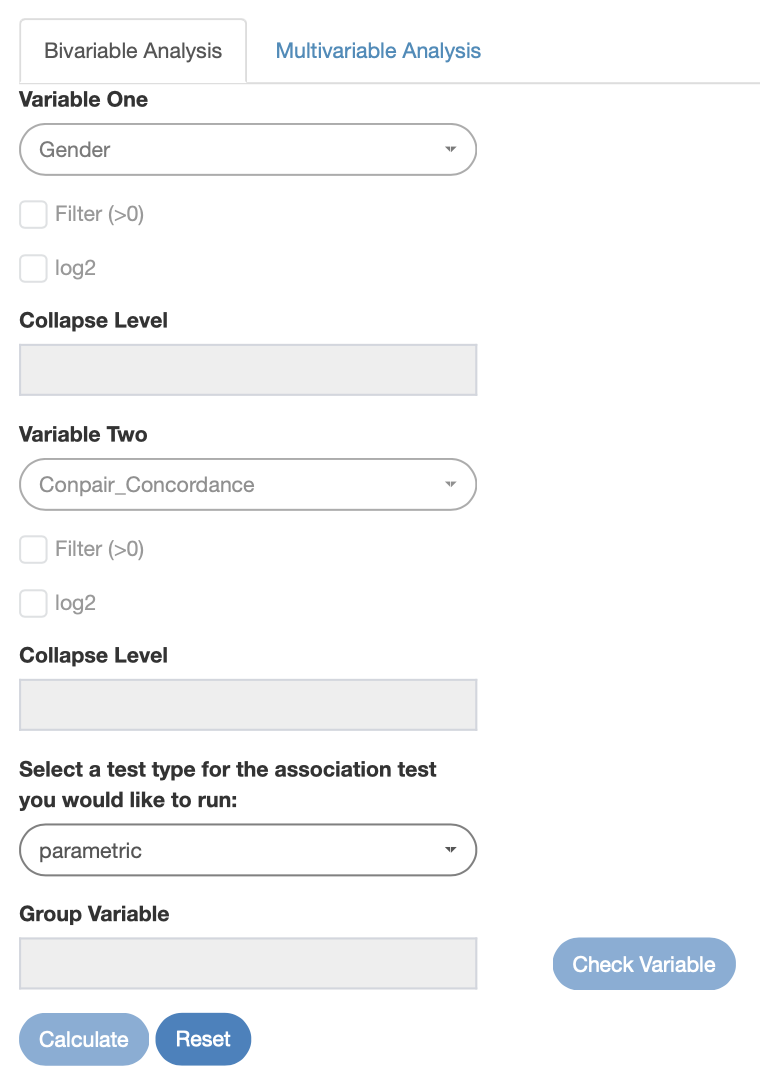 Bivariable Analysis
Multivariable Analysis
Variable One
Gender
Filter (>0)
log2
Collapse Level
Variable Two
Conpair_Concordance
Filter (>0)
log2
Collapse Level
Select a test type for the association test
you would like to run:
parametric
Group Variable
Check Variable
Calculate
Reset